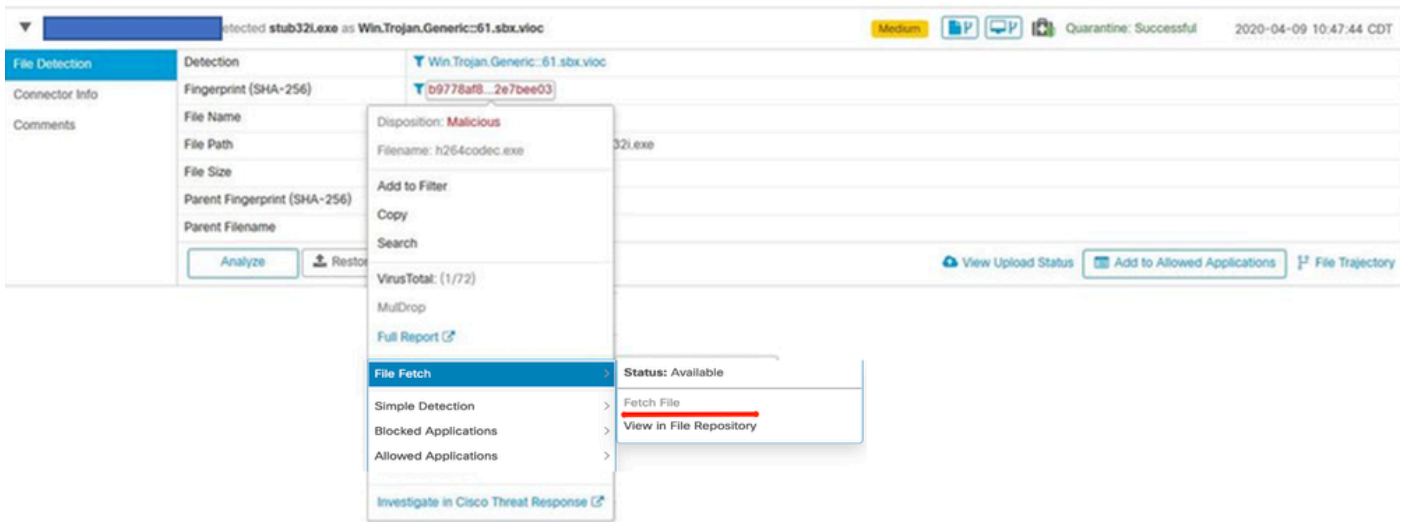 etected stub32i.exe as Win.Trojan.Generic::61.sbx.vioc Medium Quarantine: Successful 2020-04-09 10:47:44 CDT
File Detection
Connector Info
Comments
Detection Win.Trojan.Generic::61.sbx.vioc
Fingerprint (SHA-256) b9778af8...2e7bee03
File Name
File Path 32i.exe
File Size
Parent Fingerprint (SHA-256)
Parent Filename
Analyze Restor View Upload Status Add to Allowed Applications File Trajectory
Disposition: Malicious
Filename: h264codec.exe
Add to Filter
Copy
Search
VirusTotal: (1/72)
MulDrop
Full Report
File Fetch
Simple Detection
Blocked Applications
Allowed Applications
Investigate in Cisco Threat Response
Status: Available
Fetch File
View in File Repository